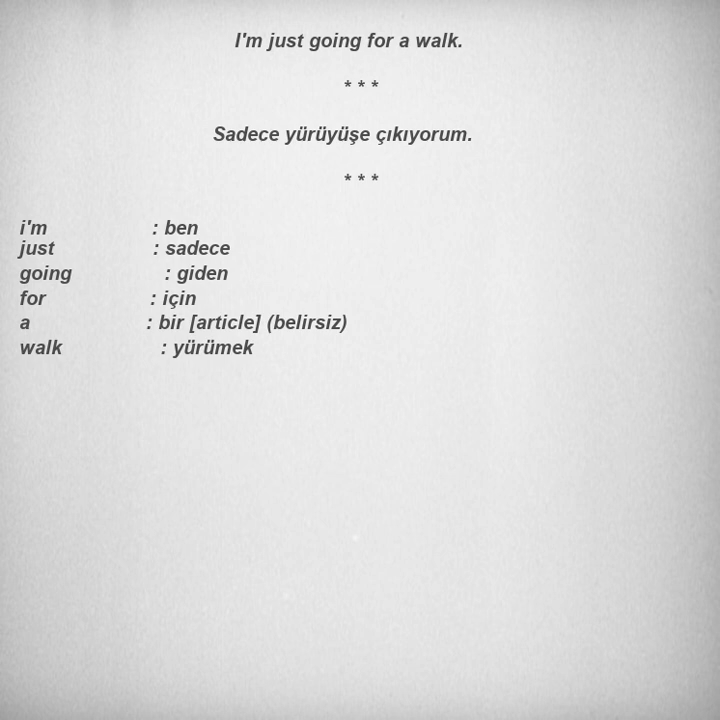 I'm just going for a walk.
* * *
Sadece yürüyüşe çıkıyorum.
* * *
i'm : ben
just : sadece
going : giden
for : için
a : bir [article] (belirsiz)
walk : yürümek